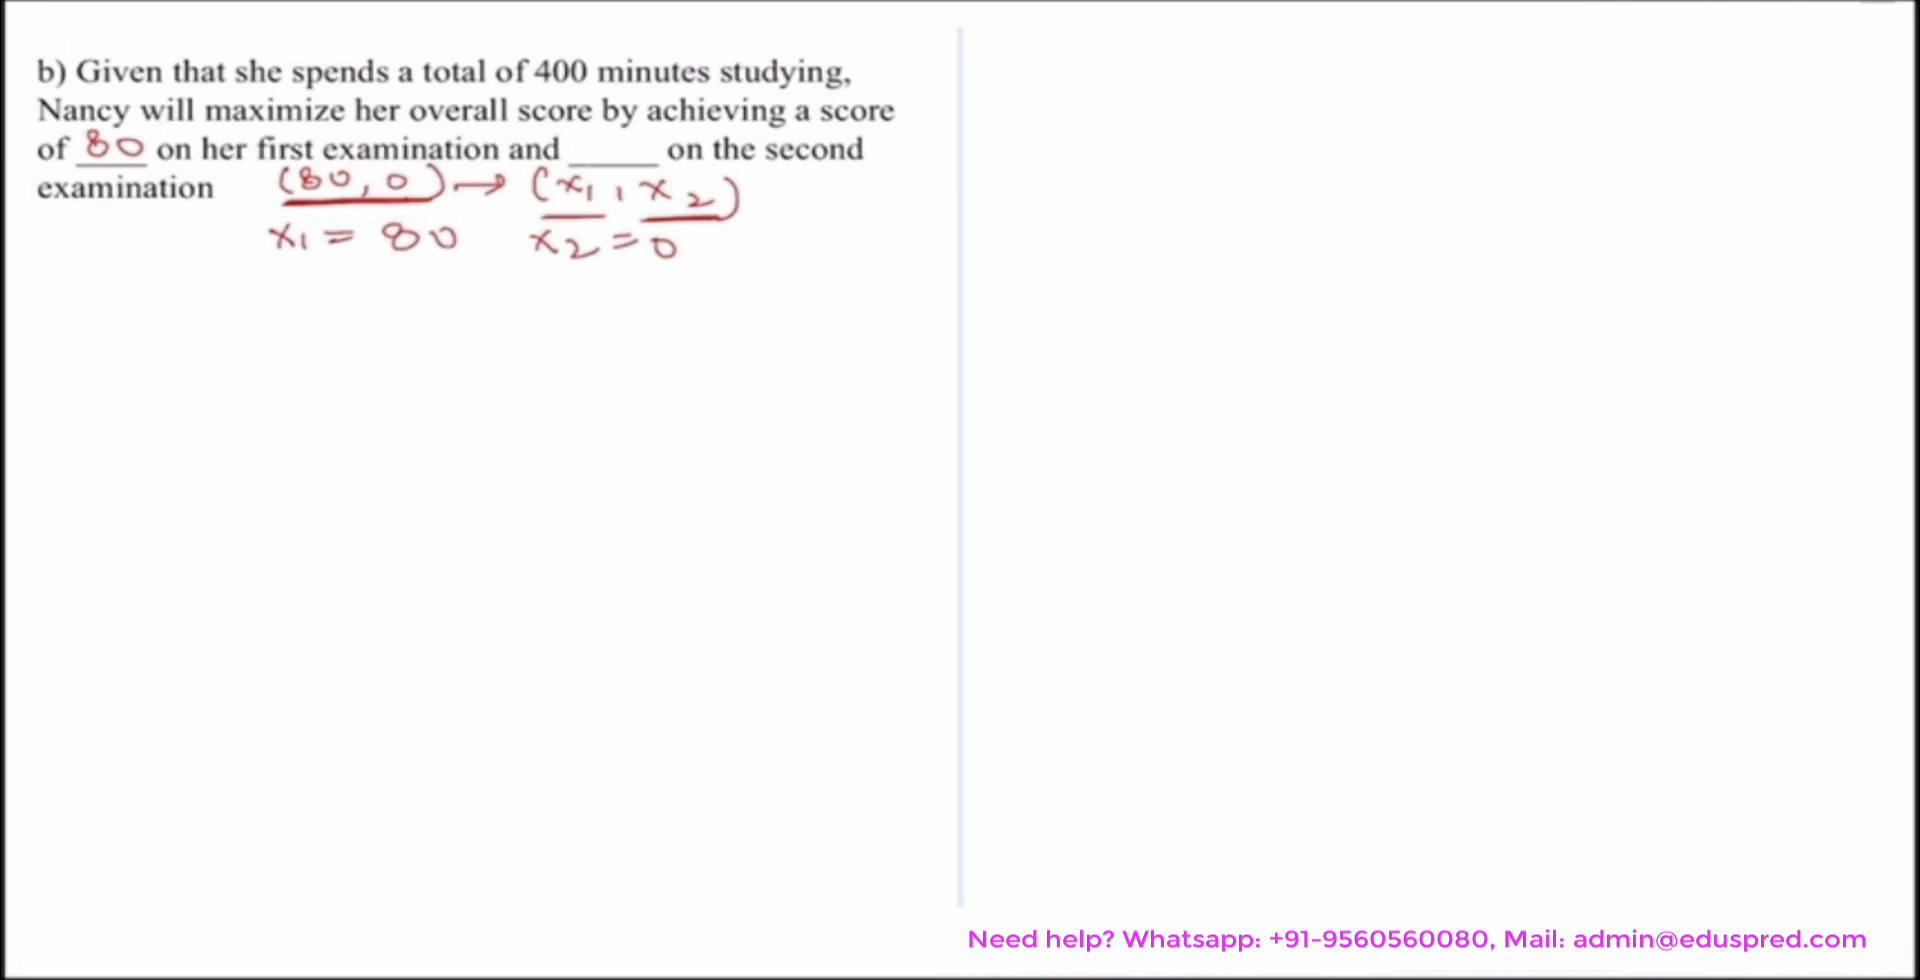 b) Given that she spends a total of 400 minutes studying,
Nancy will maximize her overall score by achieving a score
of 80 on her first examination and ______ on the second
examination (80, 0) → (x₁, x₂)
x₁ = 80 x₂ = 0
Need help? Whatsapp: +91-9560560080, Mail: admin@eduspred.com